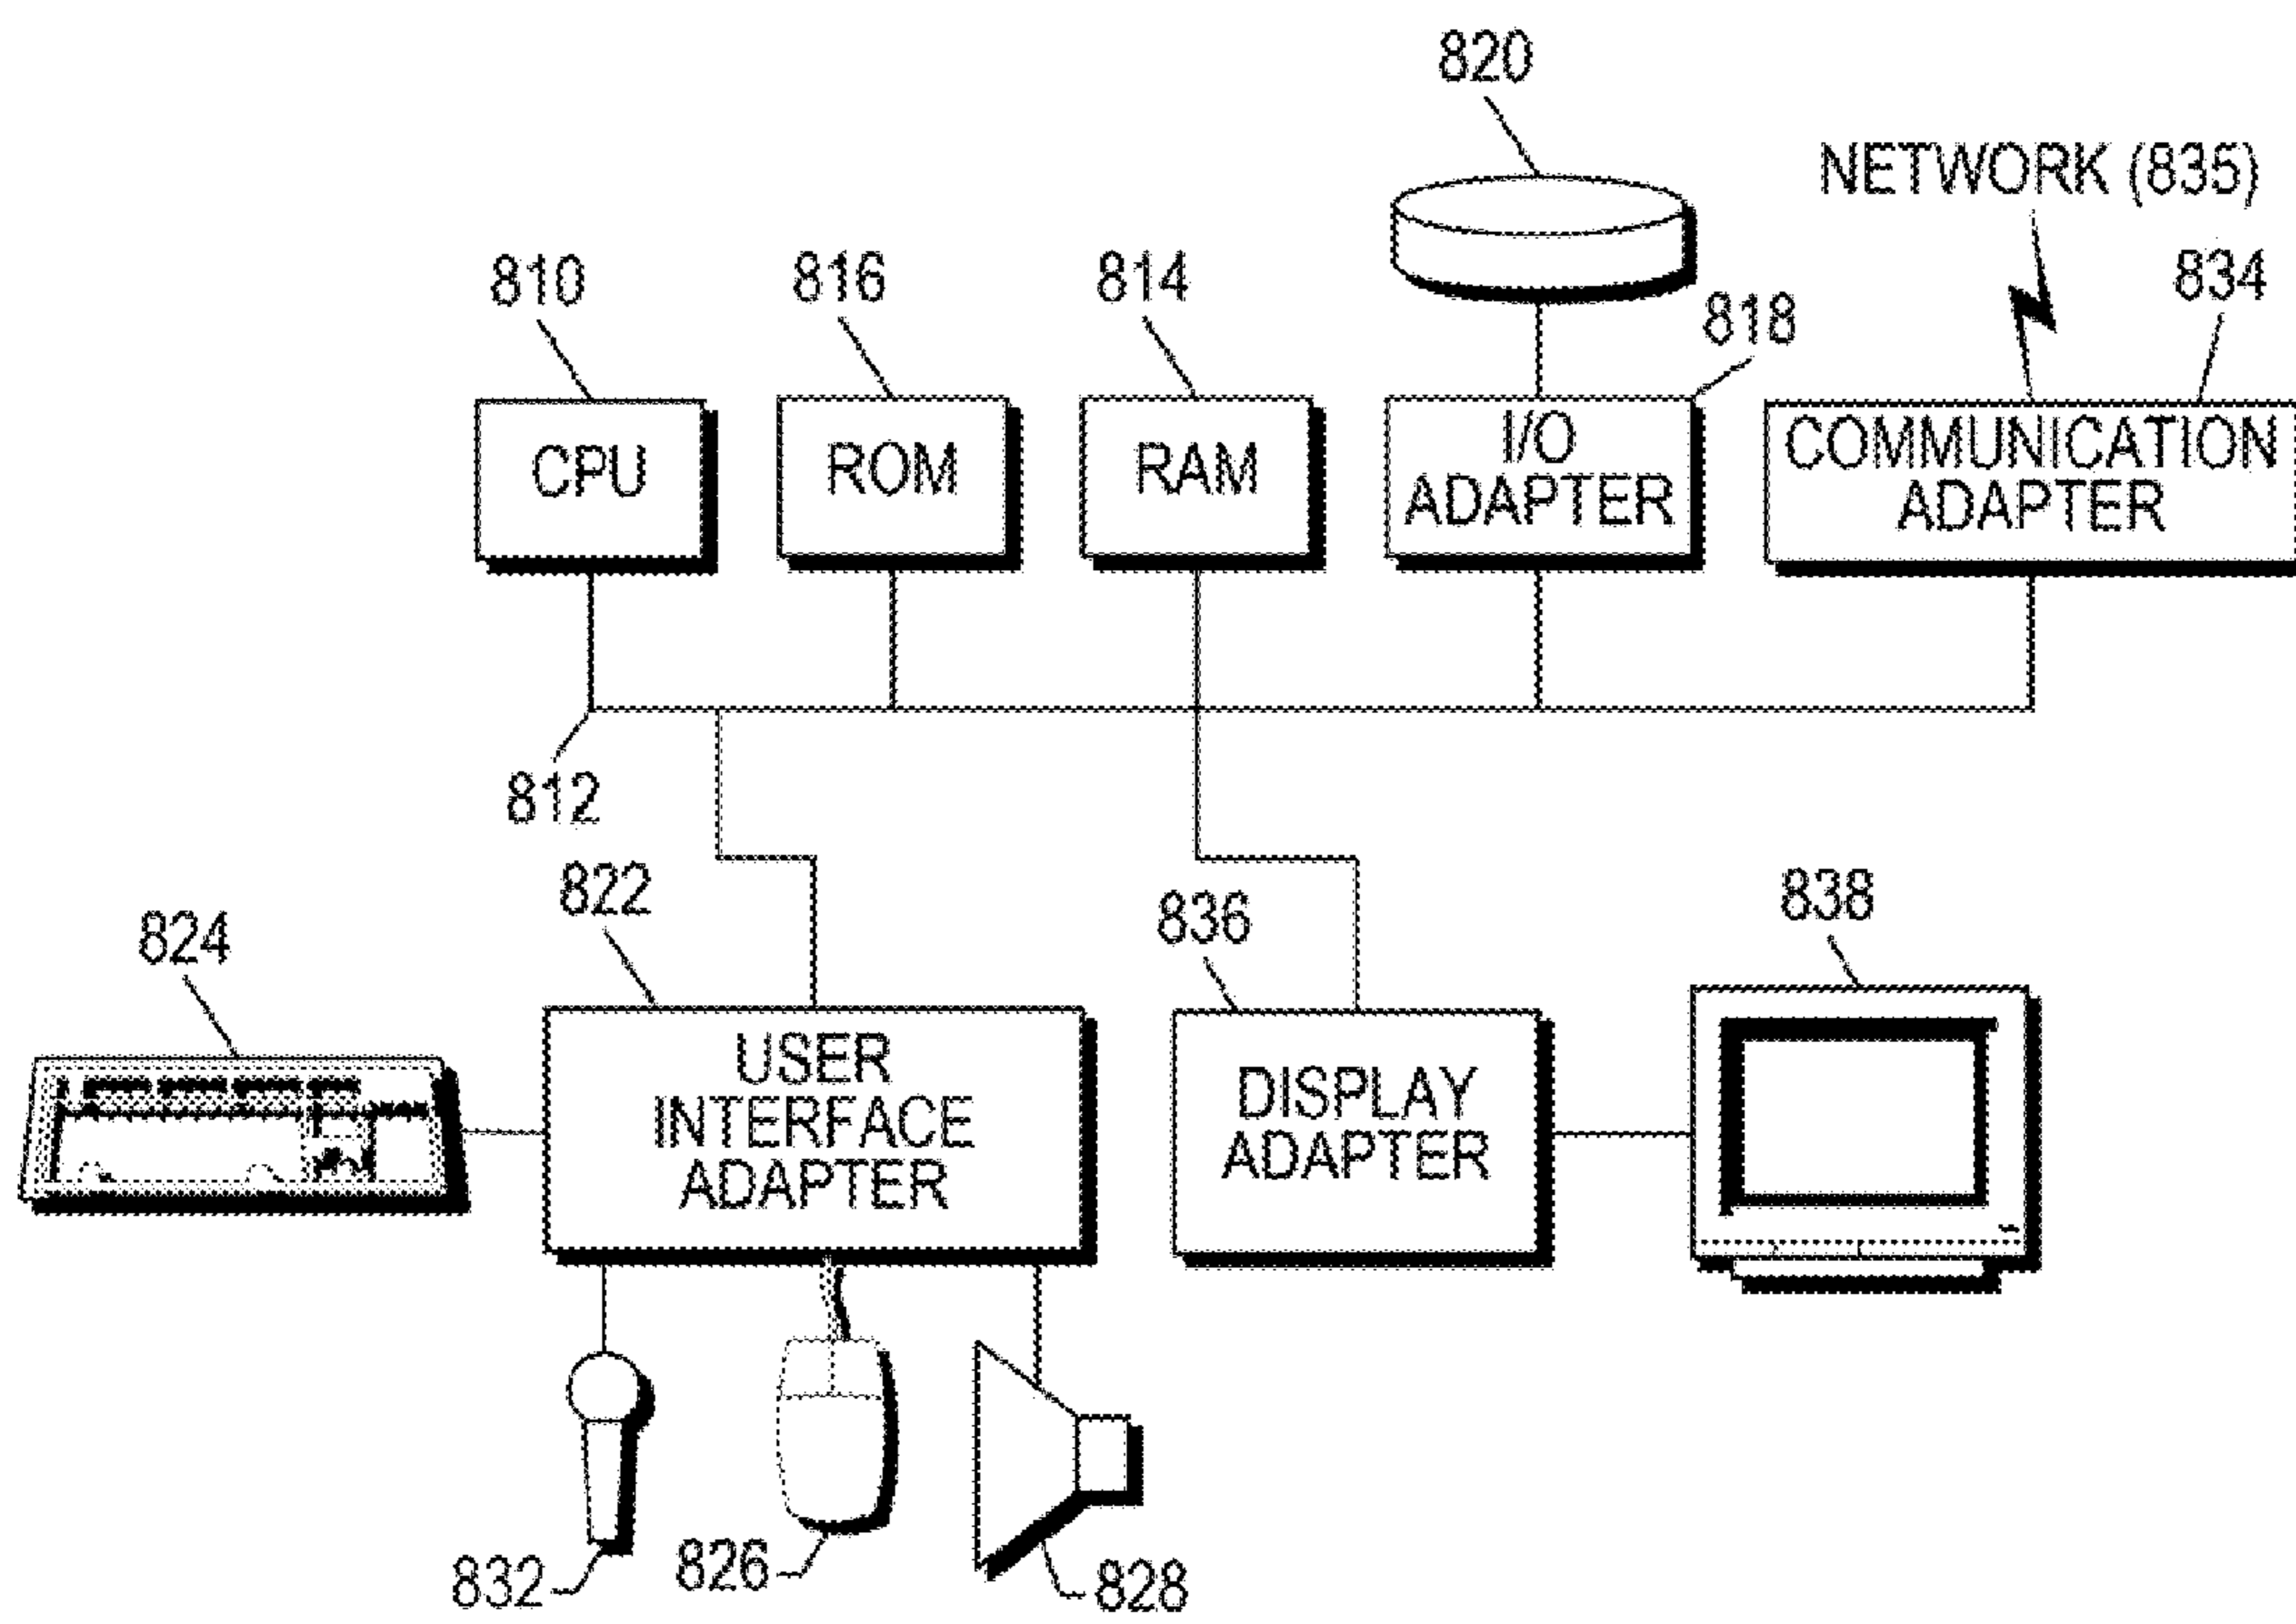 820
NETWORK (835)
810
816
814
818
834
CPU
ROM
RAM
I/O
ADAPTER
COMMUNICATION
ADAPTER
812
822
836
838
824
USER
INTERFACE
ADAPTER
DISPLAY
ADAPTER
832
826
828